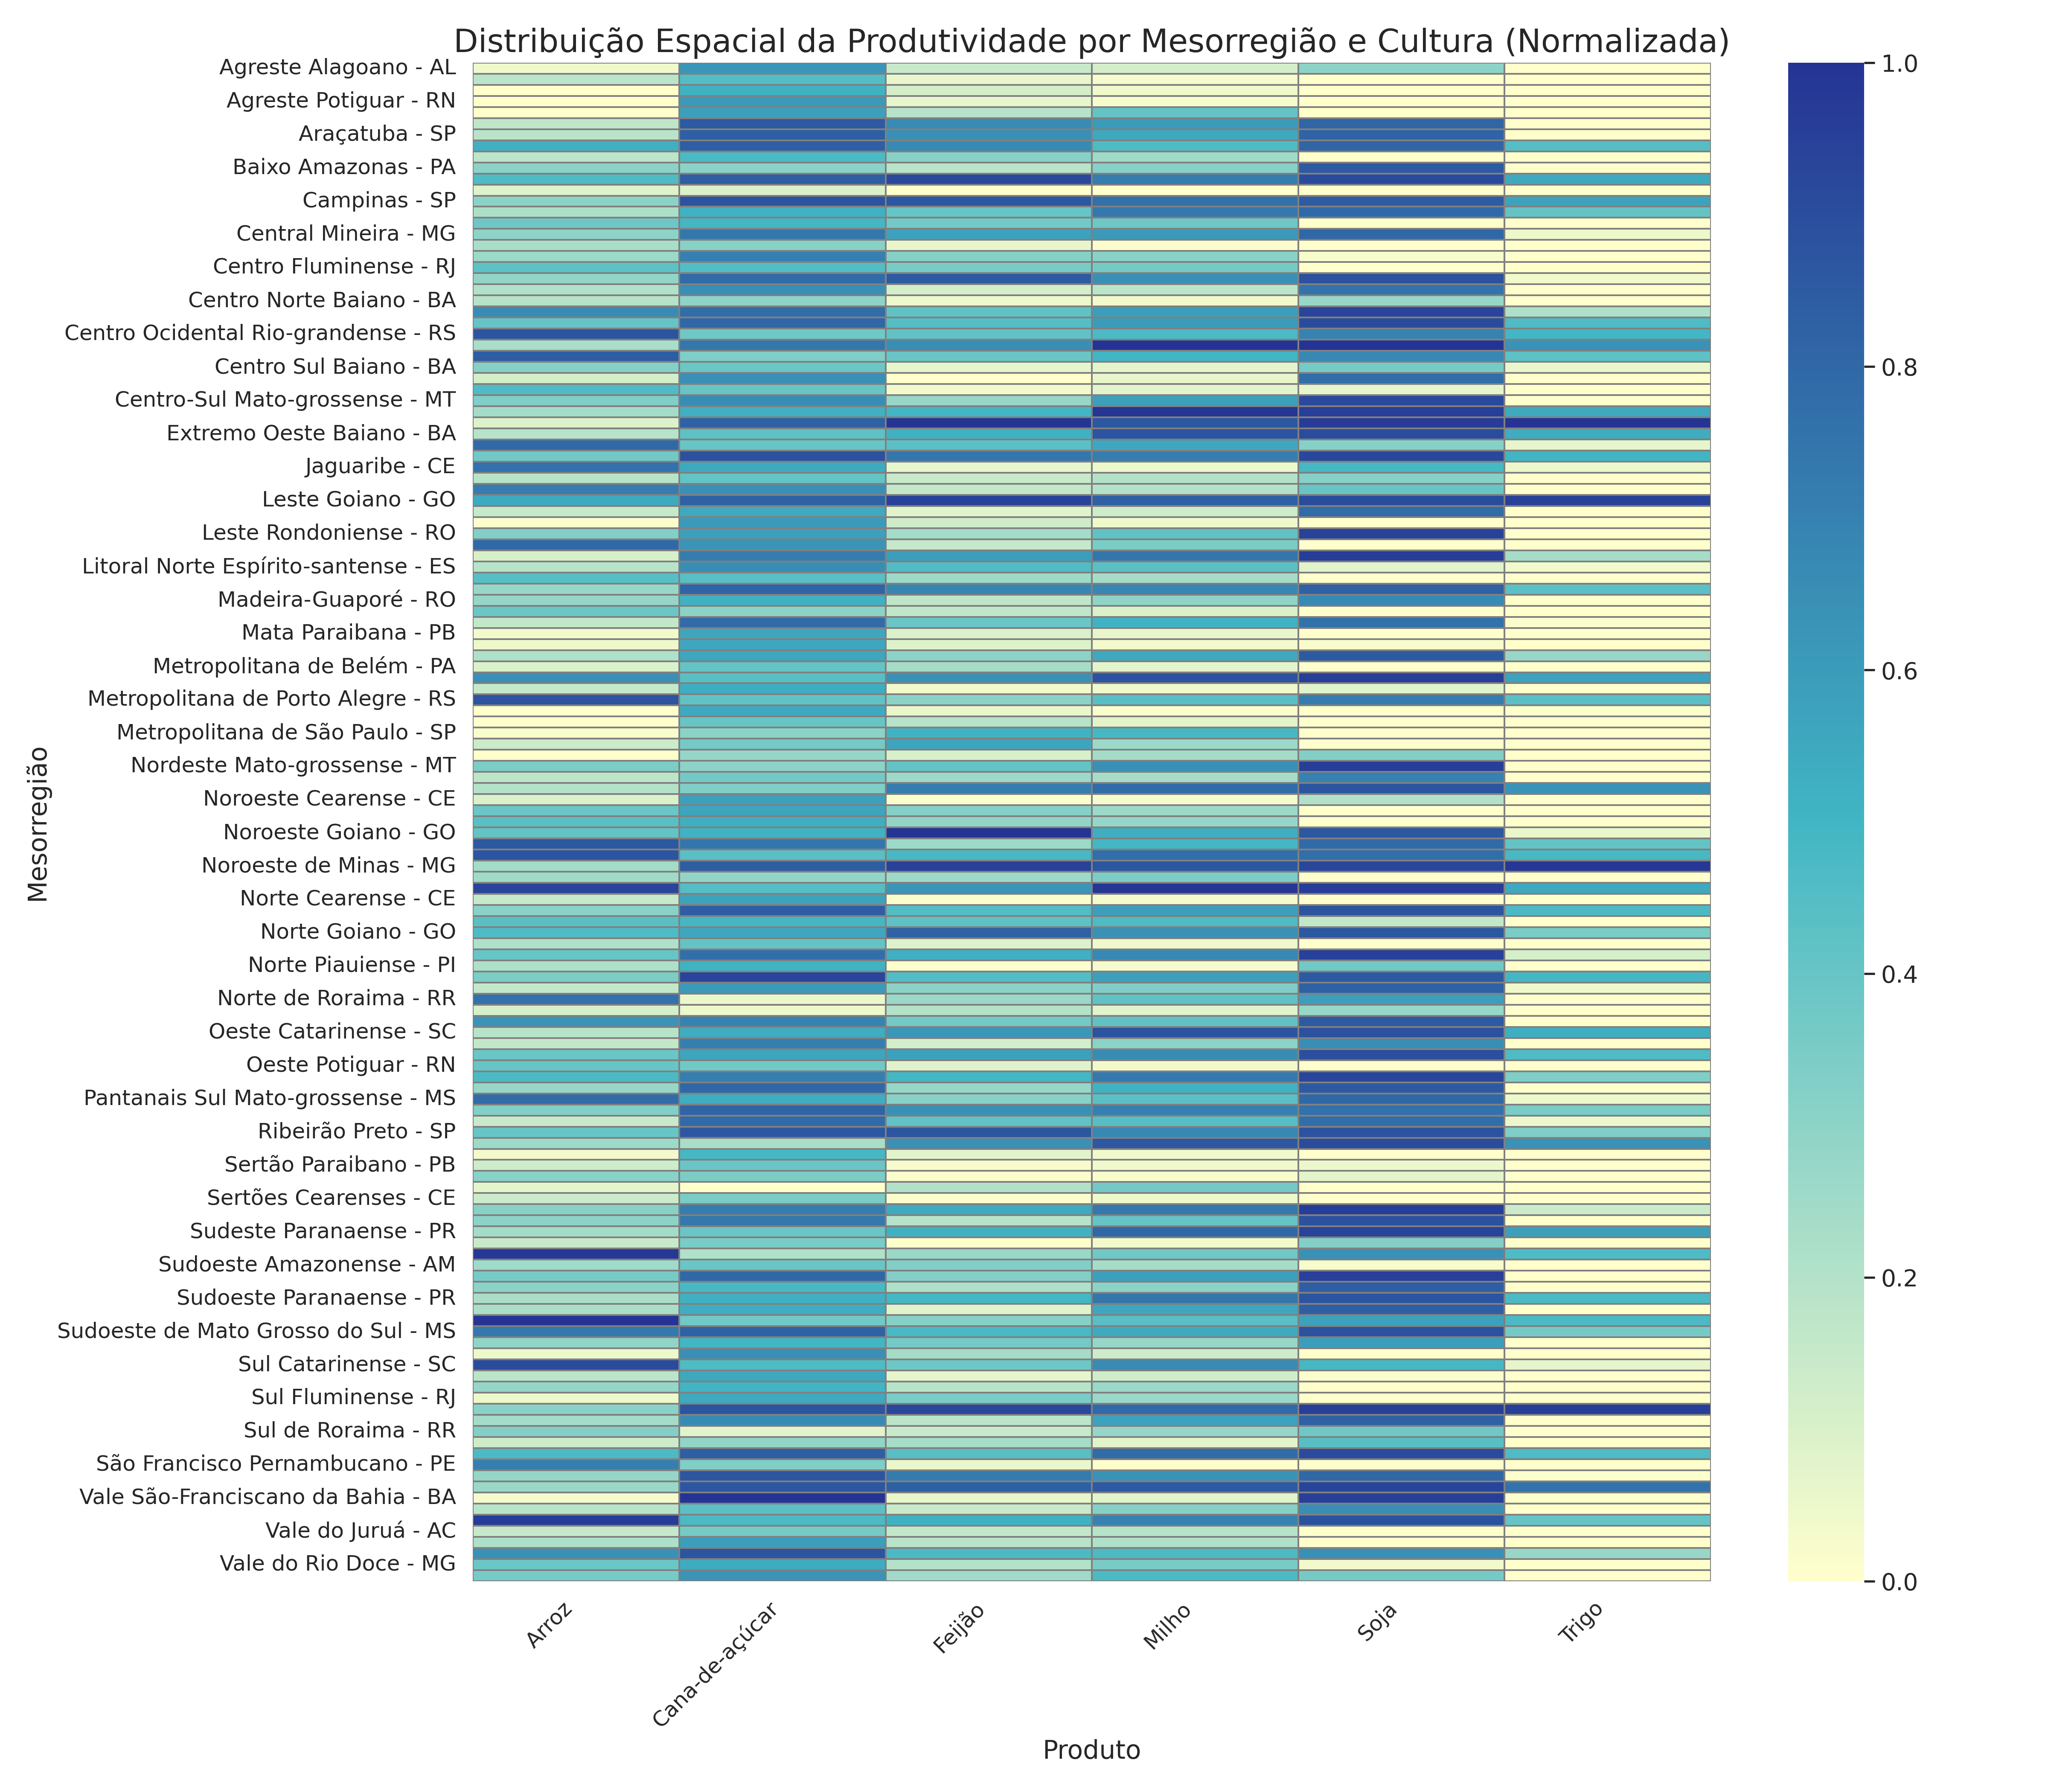 Distribuição Espacial da Produtividade por Mesorregião e Cultura (Normalizada)
Agreste Alagoano - AL
Agreste Potiguar - RN
Araçatuba - SP
Baixo Amazonas - PA
Campinas - SP
Central Mineira - MG
Centro Fluminense - RJ
Centro Norte Baiano - BA
Centro Ocidental Rio-grandense - RS
Centro Sul Baiano - BA
Centro-Sul Mato-grossense - MT
Extremo Oeste Baiano - BA
Jaguaribe - CE
Leste Goiano - GO
Leste Rondoniense - RO
Litoral Norte Espírito-santense - ES
Madeira-Guaporé - RO
Mata Paraibana - PB
Metropolitana de Belém - PA
Metropolitana de Porto Alegre - RS
Metropolitana de São Paulo - SP
Nordeste Mato-grossense - MT
Noroeste Cearense - CE
Noroeste Goiano - GO
Noroeste de Minas - MG
Norte Cearense - CE
Norte Goiano - GO
Norte Piauiense - PI
Norte de Roraima - RR
Oeste Catarinense - SC
Oeste Potiguar - RN
Pantanais Sul Mato-grossense - MS
Ribeirão Preto - SP
Sertão Paraibano - PB
Sertões Cearenses - CE
Sudeste Paranaense - PR
Sudoeste Amazonense - AM
Sudoeste Paranaense - PR
Sudoeste de Mato Grosso do Sul - MS
Sul Catarinense - SC
Sul Fluminense - RJ
Sul de Roraima - RR
São Francisco Pernambucano - PE
Vale São-Franciscano da Bahia - BA
Vale do Juruá - AC
Vale do Rio Doce - MG
Mesorregião
Arroz
Cana-de-açúcar
Feijão
Milho
Soja
Trigo
Produto
1.0
0.8
0.6
0.4
0.2
0.0